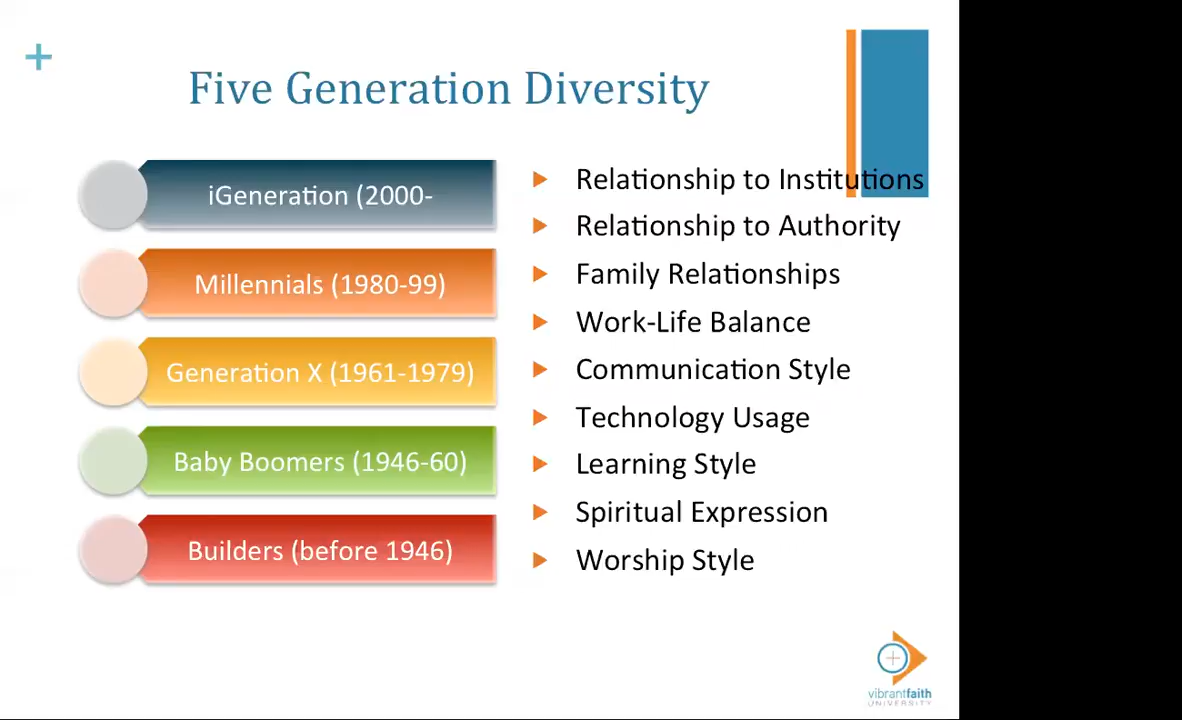 +
Five Generation Diversity
iGeneration (2000-
Millennials (1980-99)
Generation X (1961-1979)
Baby Boomers (1946-60)
Builders (before 1946)
Relationship to Institutions
Relationship to Authority
Family Relationships
Work-Life Balance
Communication Style
Technology Usage
Learning Style
Spiritual Expression
Worship Style
vibrantfaith
UNIVERSITY